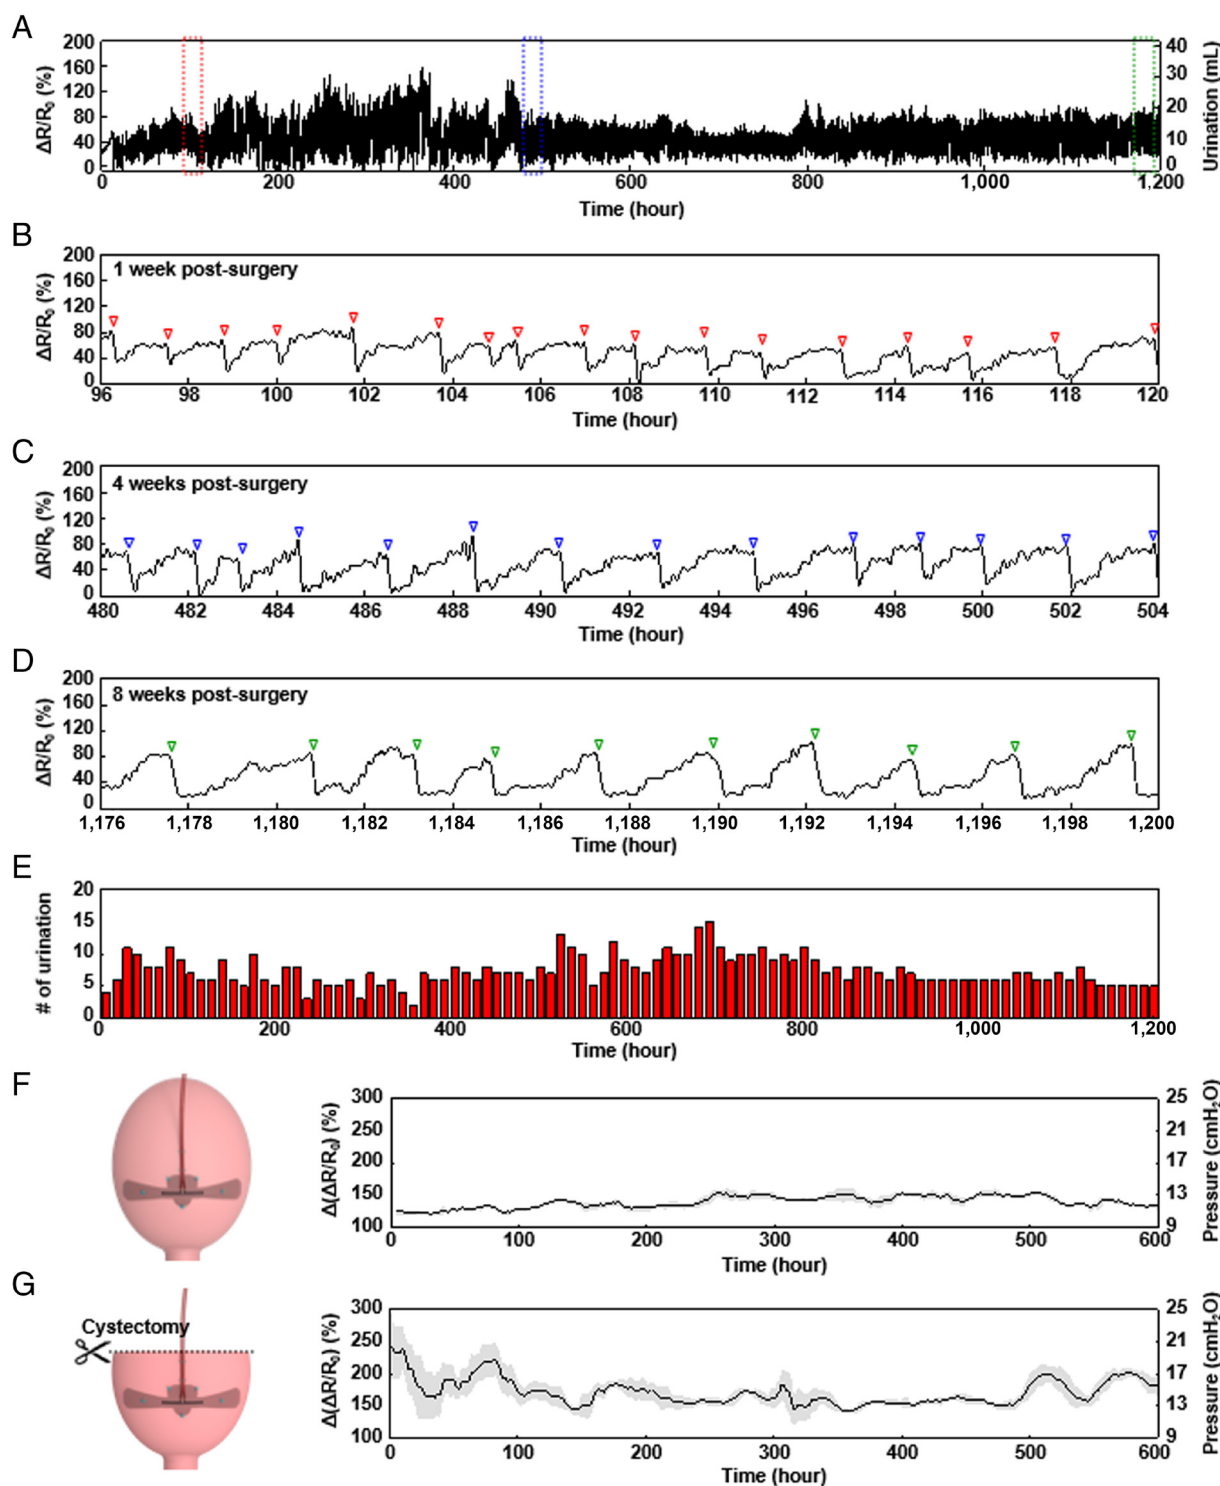 A
200
160
120
80
40
0
ΔR/R₀ (%)
40
30
20
10
0
Urination (mL)
0 200 400 600 800 1,000 1,200
Time (hour)
B
200
160
120
80
40
0
ΔR/R₀ (%)
1 week post-surgery
96 98 100 102 104 106 108 110 112 114 116 118 120
Time (hour)
C
200
160
120
80
40
0
ΔR/R₀ (%)
4 weeks post-surgery
480 482 484 486 488 490 492 494 496 498 500 502 504
Time (hour)
D
200
160
120
80
40
0
ΔR/R₀ (%)
8 weeks post-surgery
1,176 1,178 1,180 1,182 1,184 1,186 1,188 1,190 1,192 1,194 1,196 1,198 1,200
Time (hour)
E
20
15
10
5
0
# of urination
0 200 400 600 800 1,000 1,200
Time (hour)
F
300
250
200
150
100
Δ(ΔR/R₀) (%)
25
21
17
13
9
Pressure (cmH₂O)
0 100 200 300 400 500 600
Time (hour)
G
Cystectomy
300
250
200
150
100
Δ(ΔR/R₀) (%)
25
21
17
13
9
Pressure (cmH₂O)
0 100 200 300 400 500 600
Time (hour)